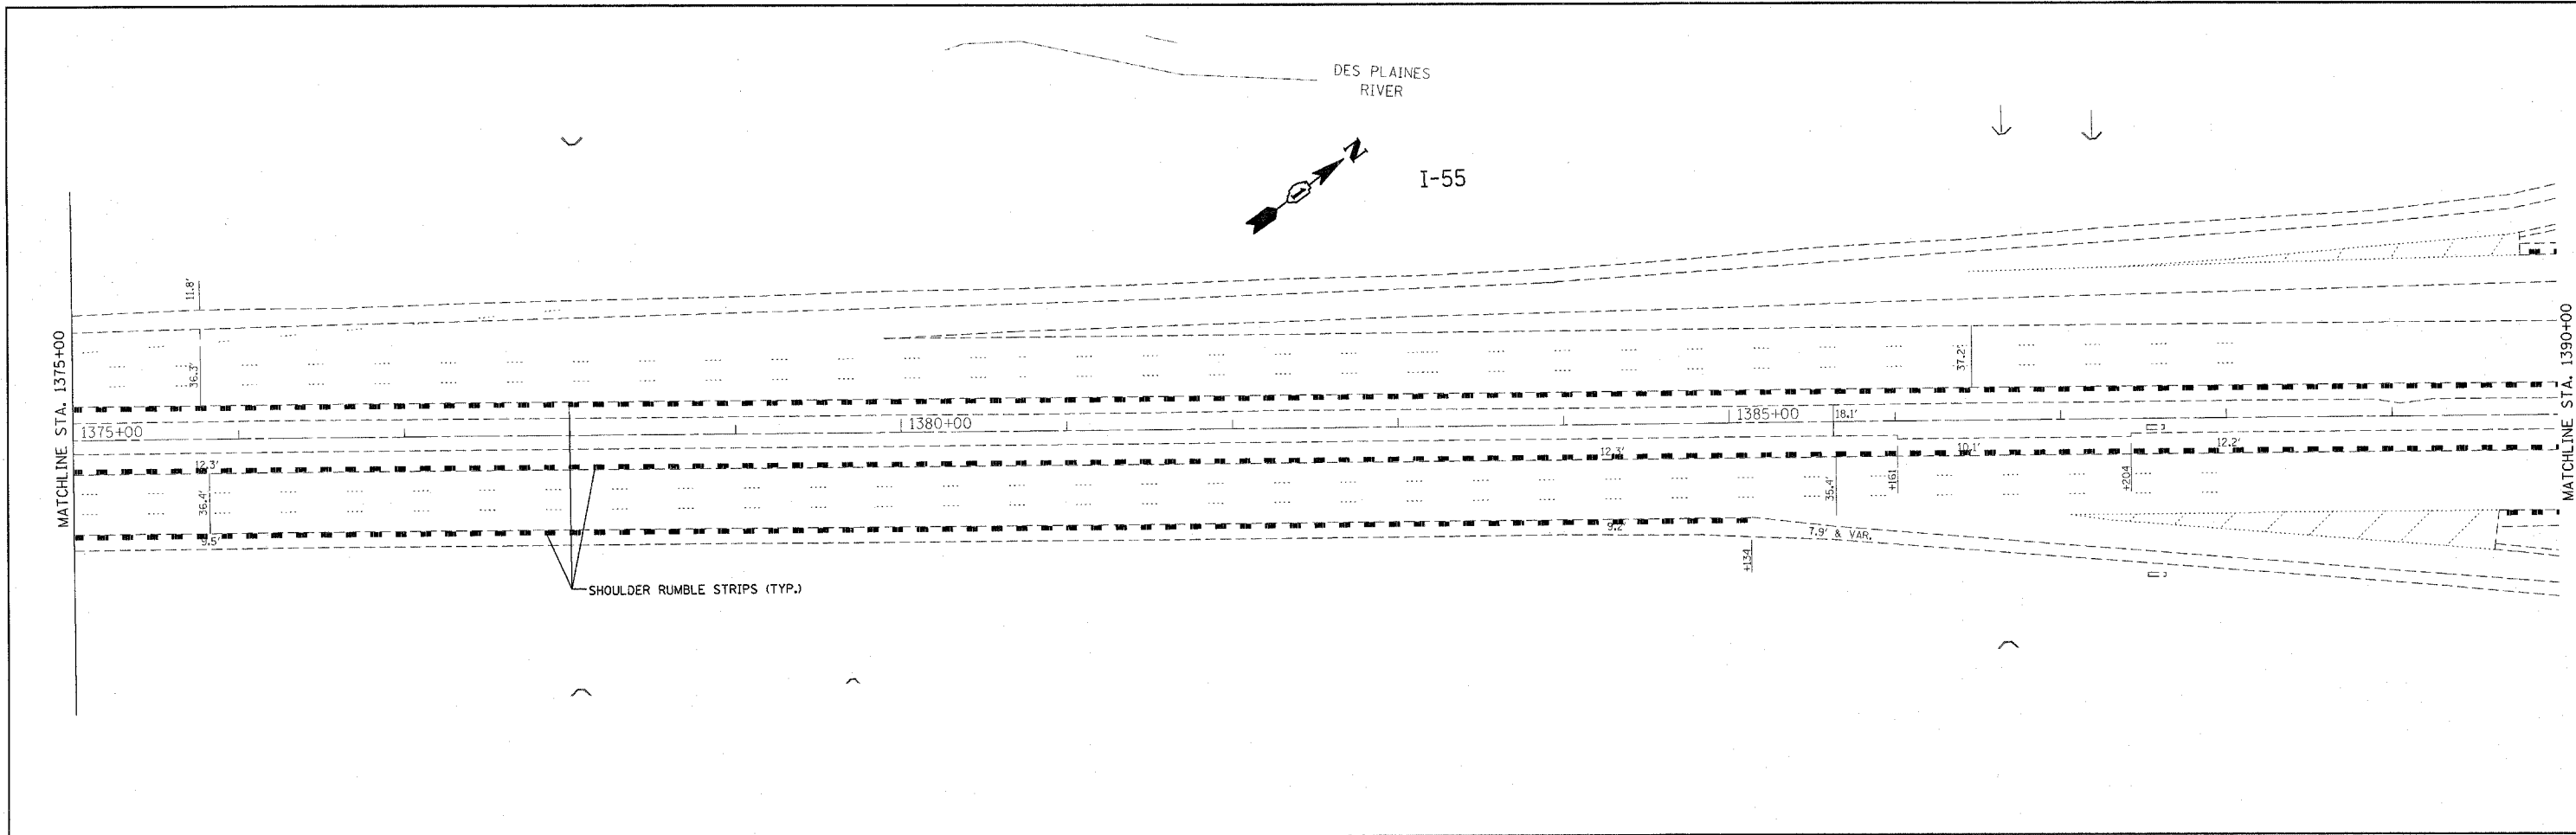 DES PLAINES
RIVER
N
I-55
11.8'
36.3'
37.2'
MATCHLINE STA. 1375+00
MATCHLINE STA. 1390+00
1375+00
1380+00
1385+00
18.1'
12.3'
12.3'
10.1'
12.2'
36.4'
35.4'
+161
+204
9.5'
9.2'
7.9' & VAR.
+134
SHOULDER RUMBLE STRIPS (TYP.)